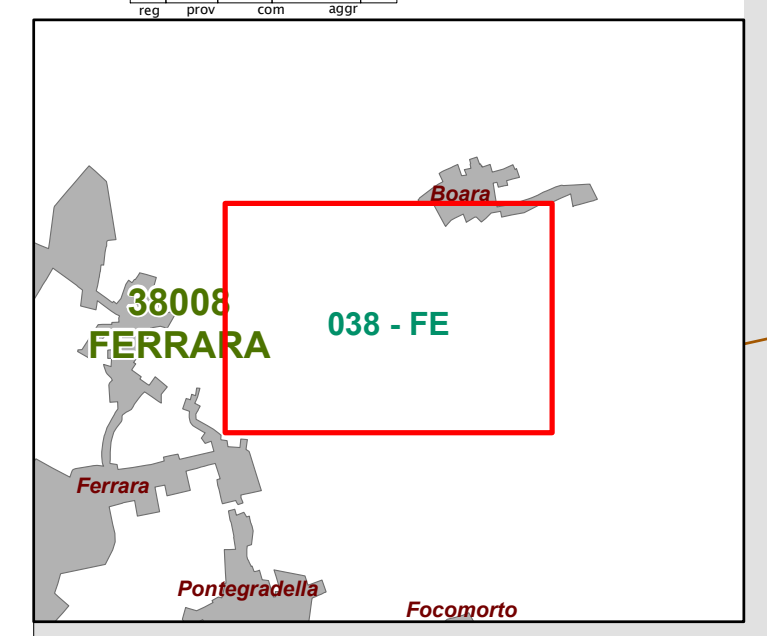 reg prov com aggr
Boara
38008
FERRARA
038 - FE
Ferrara
Pontegradella
Focomorto